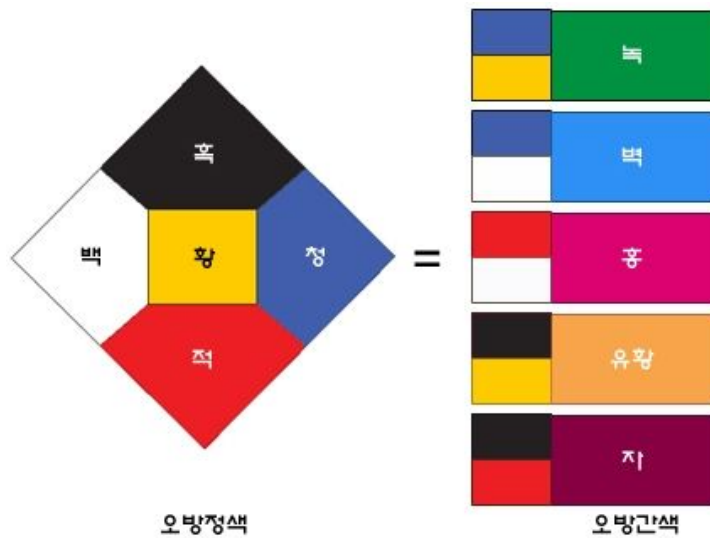 흑
백
황
청
적
=
녹
벽
홍
유황
자
오방정색
오방간색